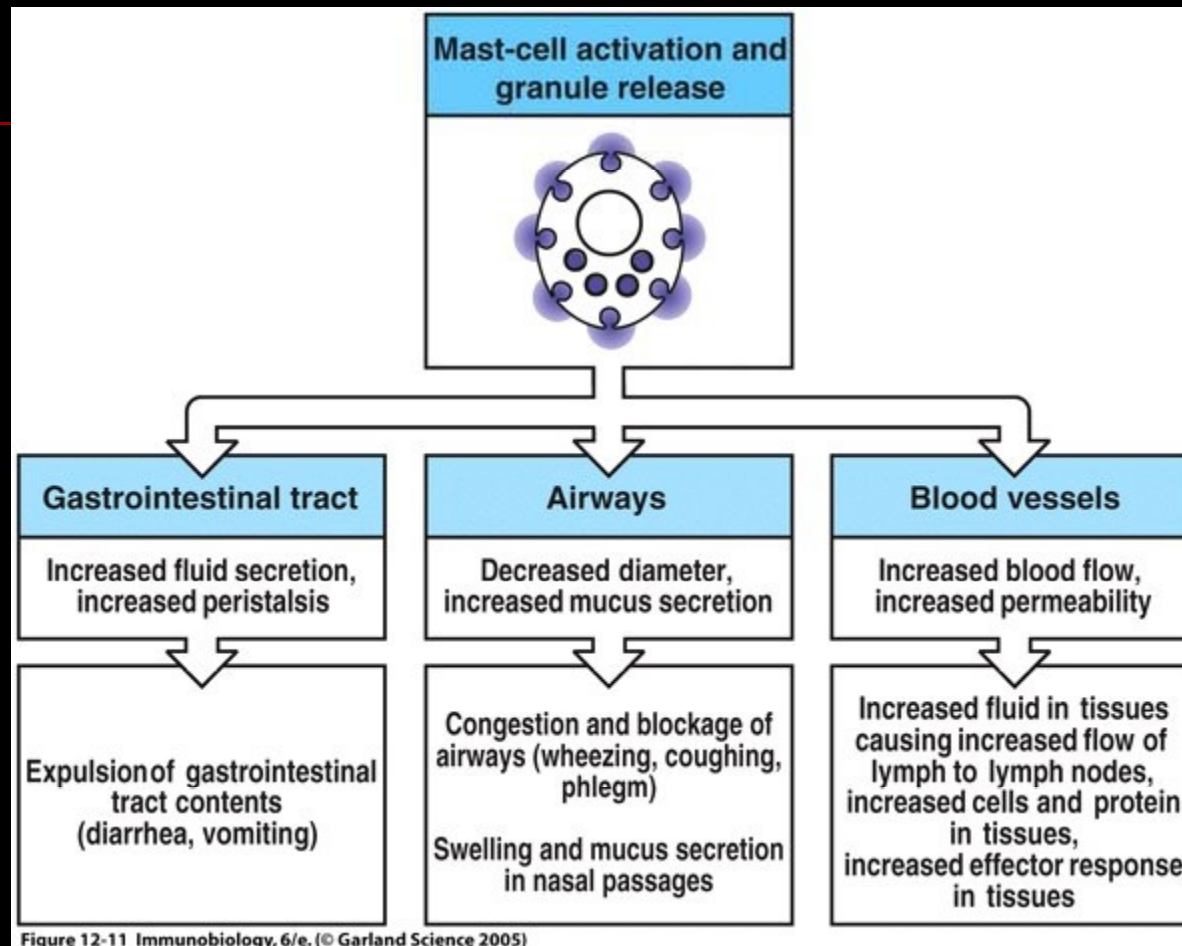 Mast-cell activation and
granule release
Gastrointestinal tract
Increased fluid secretion,
increased peristalsis
Expulsion of gastrointestinal
tract contents
(diarrhea, vomiting)
Airways
Decreased diameter,
increased mucus secretion
Congestion and blockage of
airways (wheezing, coughing,
phlegm)
Swelling and mucus secretion
in nasal passages
Blood vessels
Increased blood flow,
increased permeability
Increased fluid in tissues
causing increased flow of
lymph to lymph nodes,
increased cells and protein
in tissues,
increased effector response
in tissues
Figure 12-11 Immunobiology, 6/e. (© Garland Science 2005)